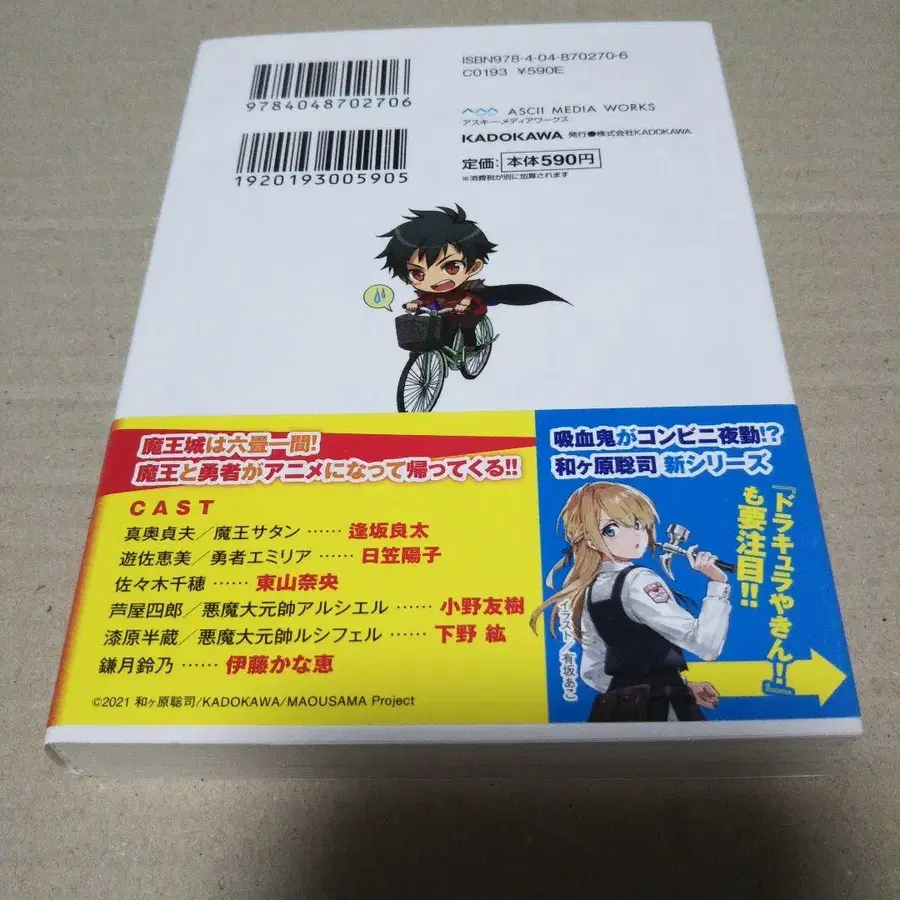 9784048702706
1920193005905
ISBN978-4-04-870270-6
C0193 ¥590E
ASCII MEDIA WORKS
アスキー・メディアワークス
KADOKAWA 発行●株式会社KADOKAWA
定価: 本体590円
※消費税が別に加算されます
魔王城は六畳一間!
魔王と勇者がアニメになって帰ってくる!!
CAST
真奥貞夫/魔王サタン …… 逢坂良太
遊佐恵美/勇者エミリア …… 日笠陽子
佐々木千穂 …… 東山奈央
芦屋四郎/悪魔大元帥アルシエル …… 小野友樹
漆原半蔵/悪魔大元帥ルシフェル …… 下野 紘
鎌月鈴乃 …… 伊藤かな恵
©2021 和ヶ原聡司/KADOKAWA/MAOUSAMA Project
吸血鬼がコンビニ夜勤!?
和ヶ原聡司 新シリーズ
『ドラキュラやきん!』
も要注目!!
イラスト/有坂あこ